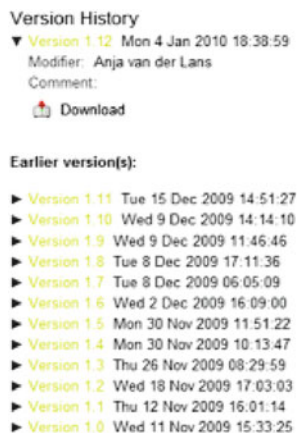 Version History
▼ Version 1.12 Mon 4 Jan 2010 18:38:59
Modifier: Anja van der Lans
Comment:
Download
Earlier version(s):
► Version 1.11 Tue 15 Dec 2009 14:51:27
► Version 1.10 Wed 9 Dec 2009 14:14:10
► Version 1.9 Wed 9 Dec 2009 11:46:46
► Version 1.8 Tue 8 Dec 2009 17:11:36
► Version 1.7 Tue 8 Dec 2009 06:05:09
► Version 1.6 Wed 2 Dec 2009 16:09:00
► Version 1.5 Mon 30 Nov 2009 11:51:22
► Version 1.4 Mon 30 Nov 2009 10:13:47
► Version 1.3 Thu 26 Nov 2009 08:29:59
► Version 1.2 Wed 18 Nov 2009 17:03:03
► Version 1.1 Thu 12 Nov 2009 16:01:14
► Version 1.0 Wed 11 Nov 2009 15:33:25